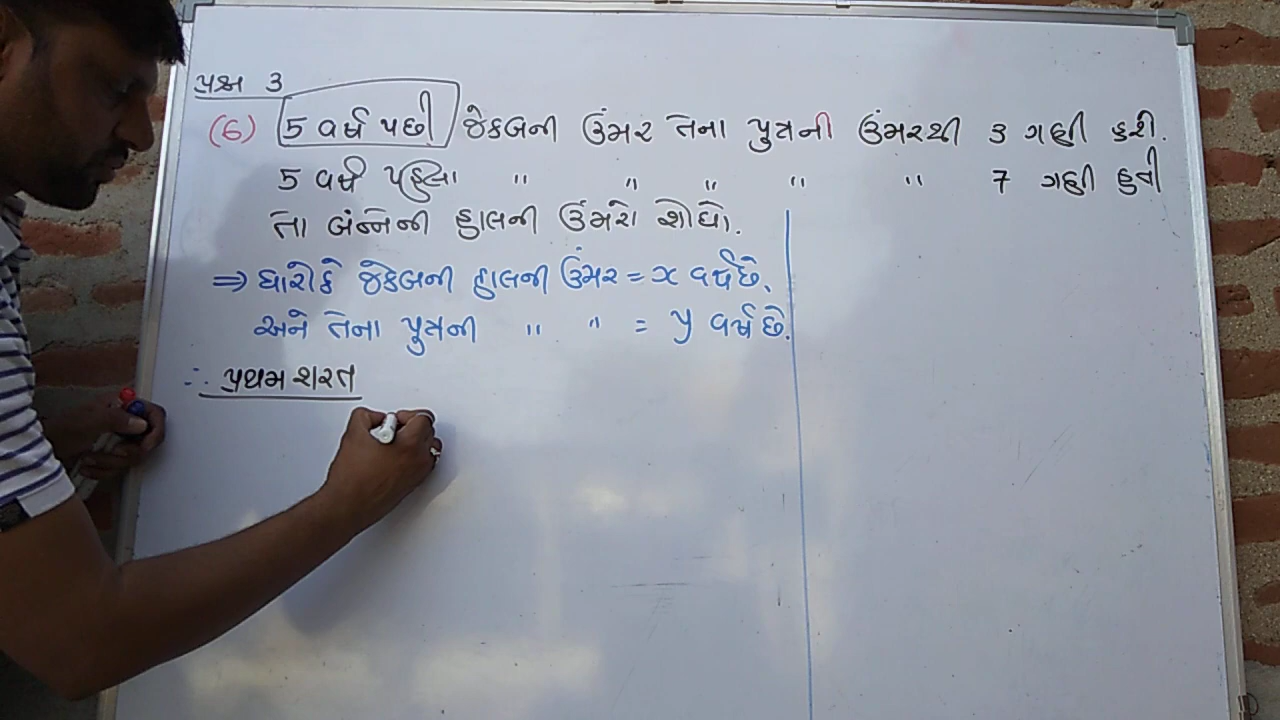 પ્રશ્ન 3
(6) 5 વર્ષ પછી જેકબની ઉંમર તેના પુત્રની ઉંમરથી 3 ગણી હશે.
5 વર્ષ પહેલા " " " " " 7 ગણી હતી
તો બંન્નેની હાલની ઉંમરો શોધો.
⇒ ધારોકે જેકબની હાલની ઉંમર = x વર્ષ છે.
અને તેના પુત્રની " " = y વર્ષ છે.
∴ પ્રથમ શરત